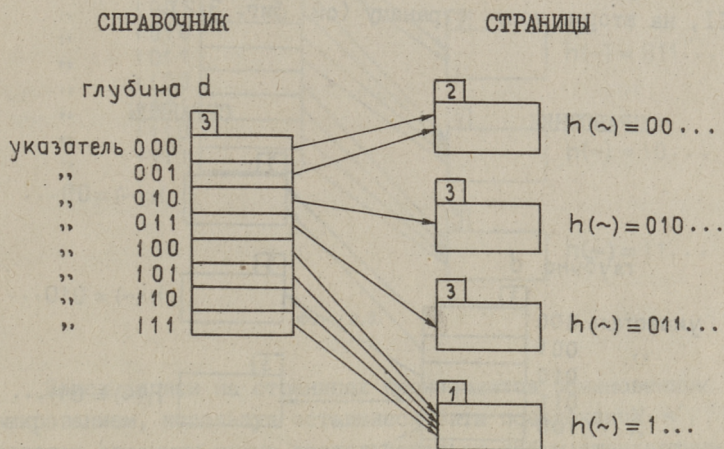 СПРАВОЧНИК
СТРАНИЦЫ
глубина d
3
указатель 000
,, 001
,, 010
,, 011
,, 100
,, 101
,, 110
,, 111
2
h(~) = 00...
3
h(~) = 010...
3
h(~) = 011...
1
h(~) = 1...